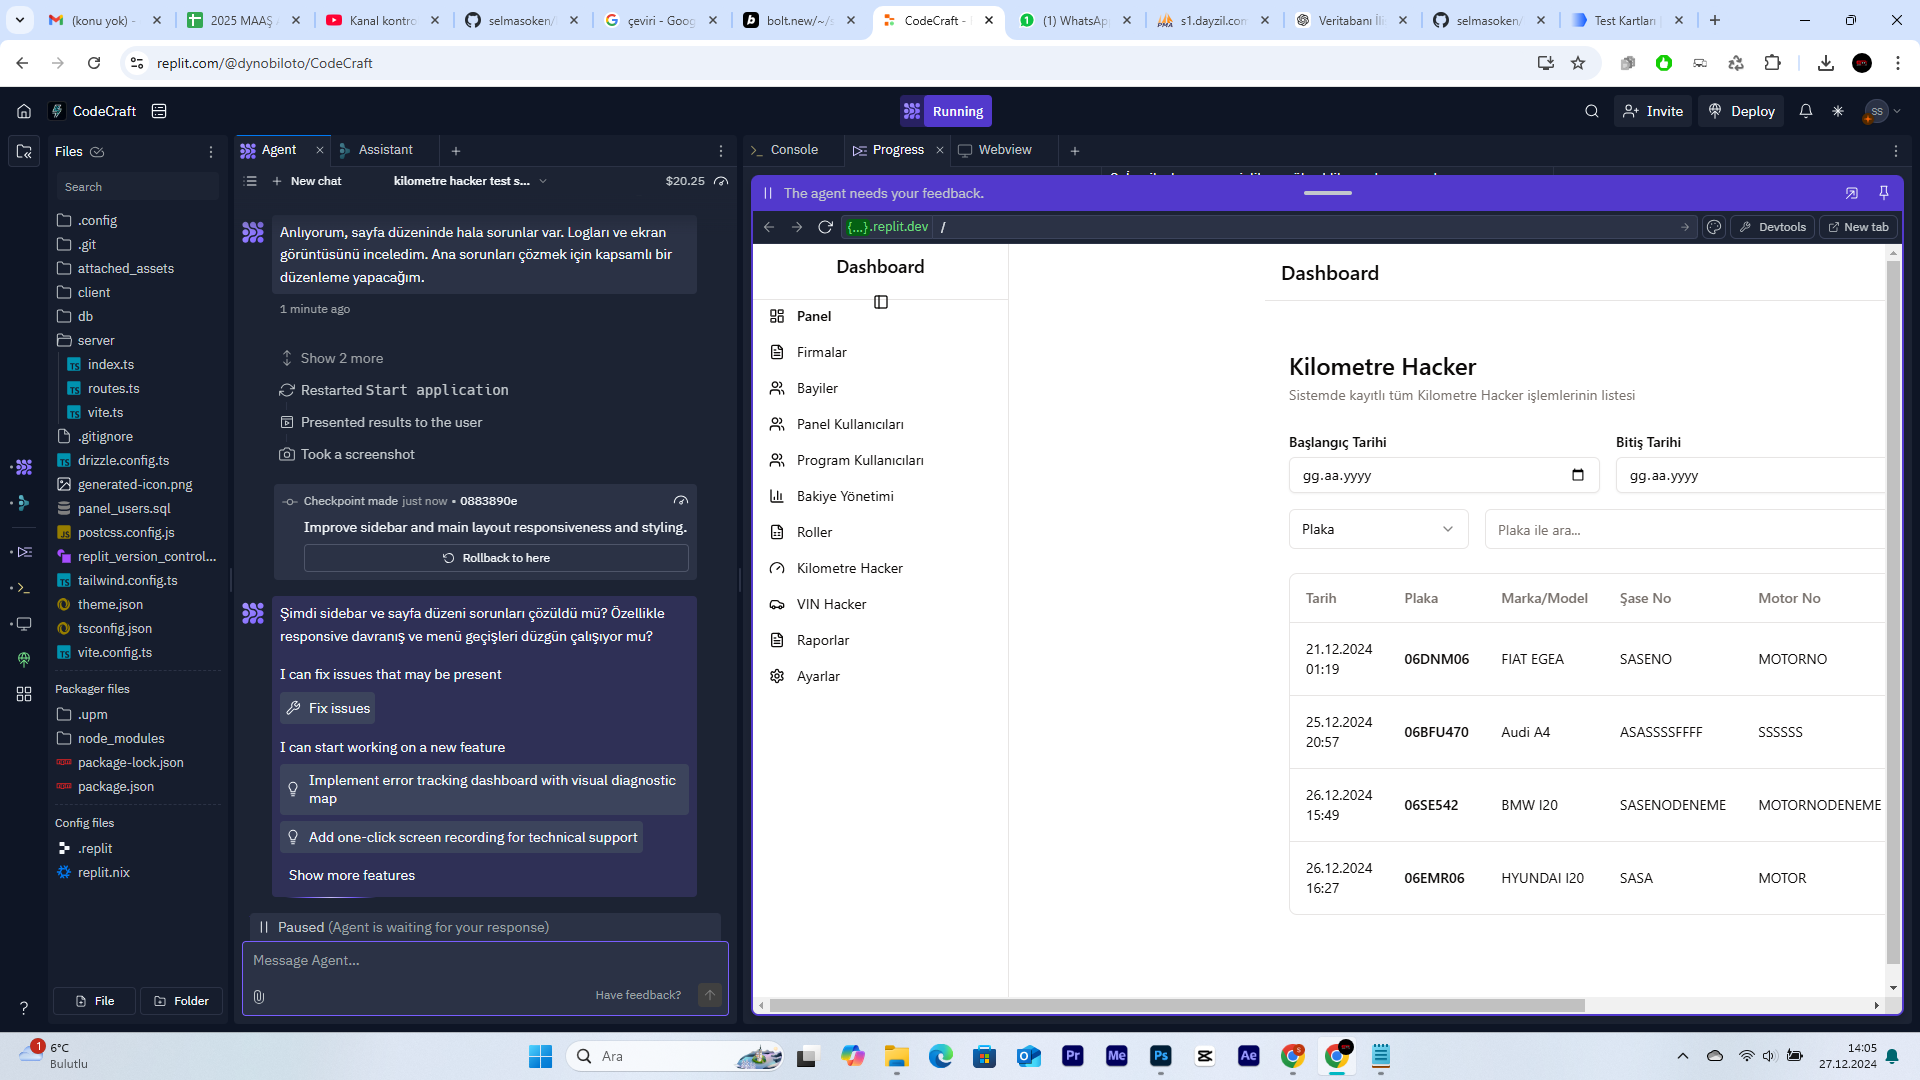 (konu yok) -
2025 MAAŞ
Kanal kontro
selmasoken/
çeviri - Goog
bolt.new/~/s
CodeCraft -
(1) WhatsApp
s1.dayzil.com
Veritabanı İli
selmasoken/
Test Kartları
replit.com/@dynobiloto/CodeCraft
CodeCraft
Running
Invite
Deploy
SS
Files
Agent
Assistant
Console
Progress
Webview
Search
New chat
kilometre hacker test s...
$20.25
.config
.git
attached_assets
client
db
server
index.ts
routes.ts
vite.ts
.gitignore
drizzle.config.ts
generated-icon.png
panel_users.sql
postcss.config.js
replit_version_control...
tailwind.config.ts
theme.json
tsconfig.json
vite.config.ts
Packager files
.upm
node_modules
package-lock.json
package.json
Config files
.replit
replit.nix
File
Folder
Anlıyorum, sayfa düzeninde hala sorunlar var. Logları ve ekran
görüntüsünü inceledim. Ana sorunları çözmek için kapsamlı bir
düzenleme yapacağım.
1 minute ago
Show 2 more
Restarted Start application
Presented results to the user
Took a screenshot
Checkpoint made just now • 0883890e
Improve sidebar and main layout responsiveness and styling.
Rollback to here
Şimdi sidebar ve sayfa düzeni sorunları çözüldü mü? Özellikle
responsive davranış ve menü geçişleri düzgün çalışıyor mu?
I can fix issues that may be present
Fix issues
I can start working on a new feature
Implement error tracking dashboard with visual diagnostic
map
Add one-click screen recording for technical support
Show more features
Paused (Agent is waiting for your response)
Message Agent...
Have feedback?
The agent needs your feedback.
{...}.replit.dev
/
Devtools
New tab
Dashboard
Panel
Firmalar
Bayiler
Panel Kullanıcıları
Program Kullanıcıları
Bakiye Yönetimi
Roller
Kilometre Hacker
VIN Hacker
Raporlar
Ayarlar
Dashboard
Kilometre Hacker
Sistemde kayıtlı tüm Kilometre Hacker işlemlerinin listesi
Başlangıç Tarihi
Bitiş Tarihi
gg.aa.yyyy
gg.aa.yyyy
Plaka
Plaka ile ara...
Tarih Plaka Marka/Model Şase No Motor No
21.12.2024
01:19
06DNM06 FIAT EGEA SASENO MOTORNO
25.12.2024
20:57
06BFU470 Audi A4 ASASSSSFFFF SSSSSS
26.12.2024
15:49
06SE542 BMW I20 SASENODENEME MOTORNODENEME
26.12.2024
16:27
06EMR06 HYUNDAI I20 SASA MOTOR
1
6°C
Bulutlu
Ara
Pr
Me
Ps
Ae
14:05
27.12.2024